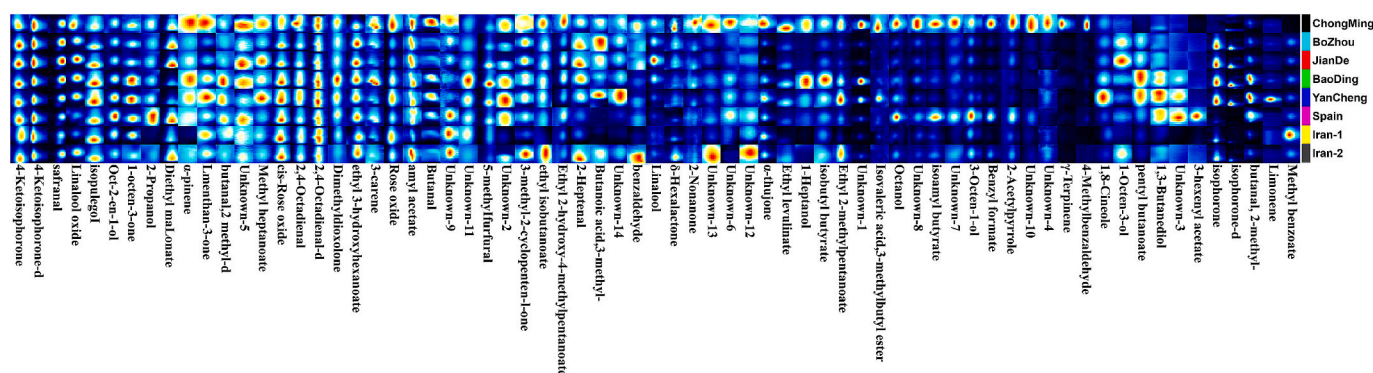 ChongMing
BoZhou
JianDe
BaoDing
YanCheng
Spain
Iran-1
Iran-2
4-Ketoisophorone
4-Ketoisophorone-d
safranal
Linalool oxide
isopulegol
Oct-2-en-1-ol
1-octen-3-one
2-Propanol
Diethyl maLonate
α-pinene
Lmenthan-3-one
butanal,2 methyl-d
Unknown-5
Methyl heptanoate
cis-Rose oxide
2,4-Octadienal
2,4-Octadienal-d
Dimethyldioxolone
ethyl 3-hydroxyhexanoate
3-carene
Rose oxide
amyl acetate
Butanal
Unknown-9
Unknown-11
5-methylfurfural
Unknown-2
3-methyl-2-cyclopenten-1-one
ethyl isobutanoate
Ethyl 2-hydroxy-4-methylpentanoate
2-Heptenal
Butanoic acid,3-methyl-
Unknown-14
benzaldehyde
Linalool
δ-Hexalactone
2-Nonanone
Unknown-13
Unknown-6
Unknown-12
α-thujone
Ethyl levulinate
1-Heptanol
isobutyl butyrate
Ethyl 2-methylpentanoate
Unknown-1
Isovaleric acid,3-methylbutyl ester
Octanol
Unknown-8
isoamyl butyrate
Unknown-7
3-Octen-1-ol
Benzyl formate
2-Acetylpyrrole
Unknown-10
Unknown-4
γ-Terpinene
4-Methylbenzaldehyde
1,8-Cineole
1-Octen-3-ol
pentyl butanoate
1,3-Butanediol
Unknown-3
3-hexenyl acetate
isophorone
isophorone-d
butanal, 2-methyl-
Limonene
Methyl benzoate